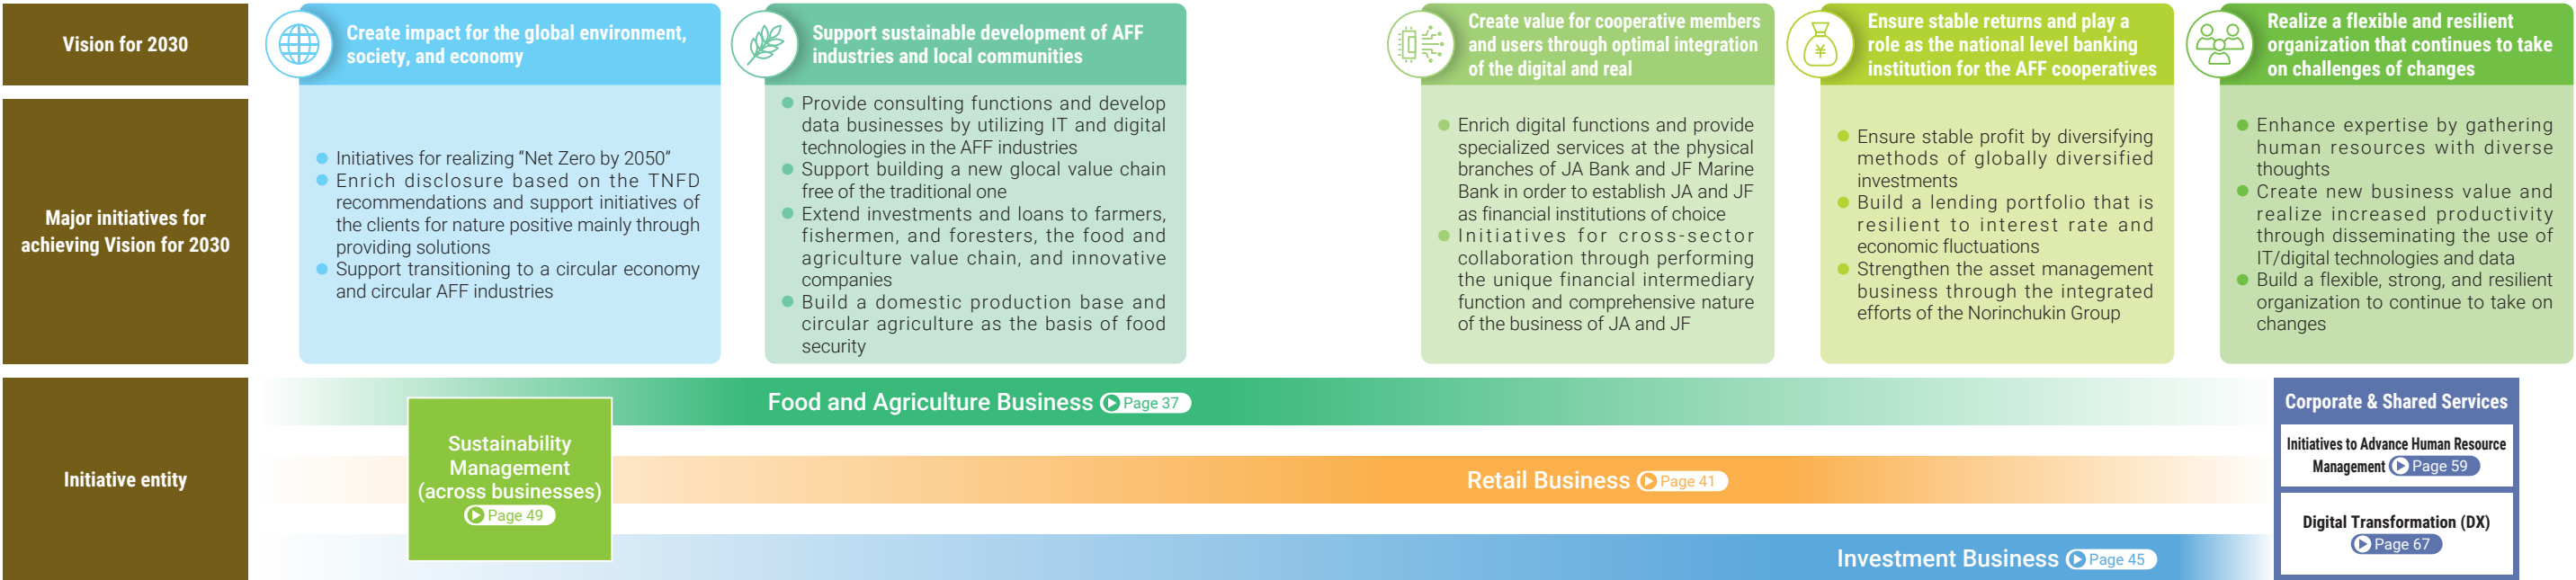 Vision for 2030
Create impact for the global environment,
society, and economy
Support sustainable development of AFF
industries and local communities
Create value for cooperative members
and users through optimal integration
of the digital and real
Ensure stable returns and play a
role as the national level banking
institution for the AFF cooperatives
Realize a flexible and resilient
organization that continues to take
on challenges of changes
Major initiatives for
achieving Vision for 2030
Initiatives for realizing “Net Zero by 2050”
Enrich disclosure based on the TNFD
recommendations and support initiatives of
the clients for nature positive mainly through
providing solutions
Support transitioning to a circular economy
and circular AFF industries
Provide consulting functions and develop
data businesses by utilizing IT and digital
technologies in the AFF industries
Support building a new glocal value chain
free of the traditional one
Extend investments and loans to farmers,
fishermen, and foresters, the food and
agriculture value chain, and innovative
companies
Build a domestic production base and
circular agriculture as the basis of food
security
Enrich digital functions and provide
specialized services at the physical
branches of JA Bank and JF Marine
Bank in order to establish JA and JF
as financial institutions of choice
Initiatives for cross-sector
collaboration through performing
the unique financial intermediary
function and comprehensive nature
of the business of JA and JF
Ensure stable profit by diversifying
methods of globally diversified
investments
Build a lending portfolio that is
resilient to interest rate and
economic fluctuations
Strengthen the asset management
business through the integrated
efforts of the Norinchukin Group
Enhance expertise by gathering
human resources with diverse
thoughts
Create new business value and
realize increased productivity
through disseminating the use of
IT/digital technologies and data
Build a flexible, strong, and resilient
organization to continue to take on
changes
Initiative entity
Sustainability
Management
(across businesses)
Page 49
Food and Agriculture Business Page 37
Retail Business Page 41
Investment Business Page 45
Corporate & Shared Services
Initiatives to Advance Human Resource
Management Page 59
Digital Transformation (DX)
Page 67